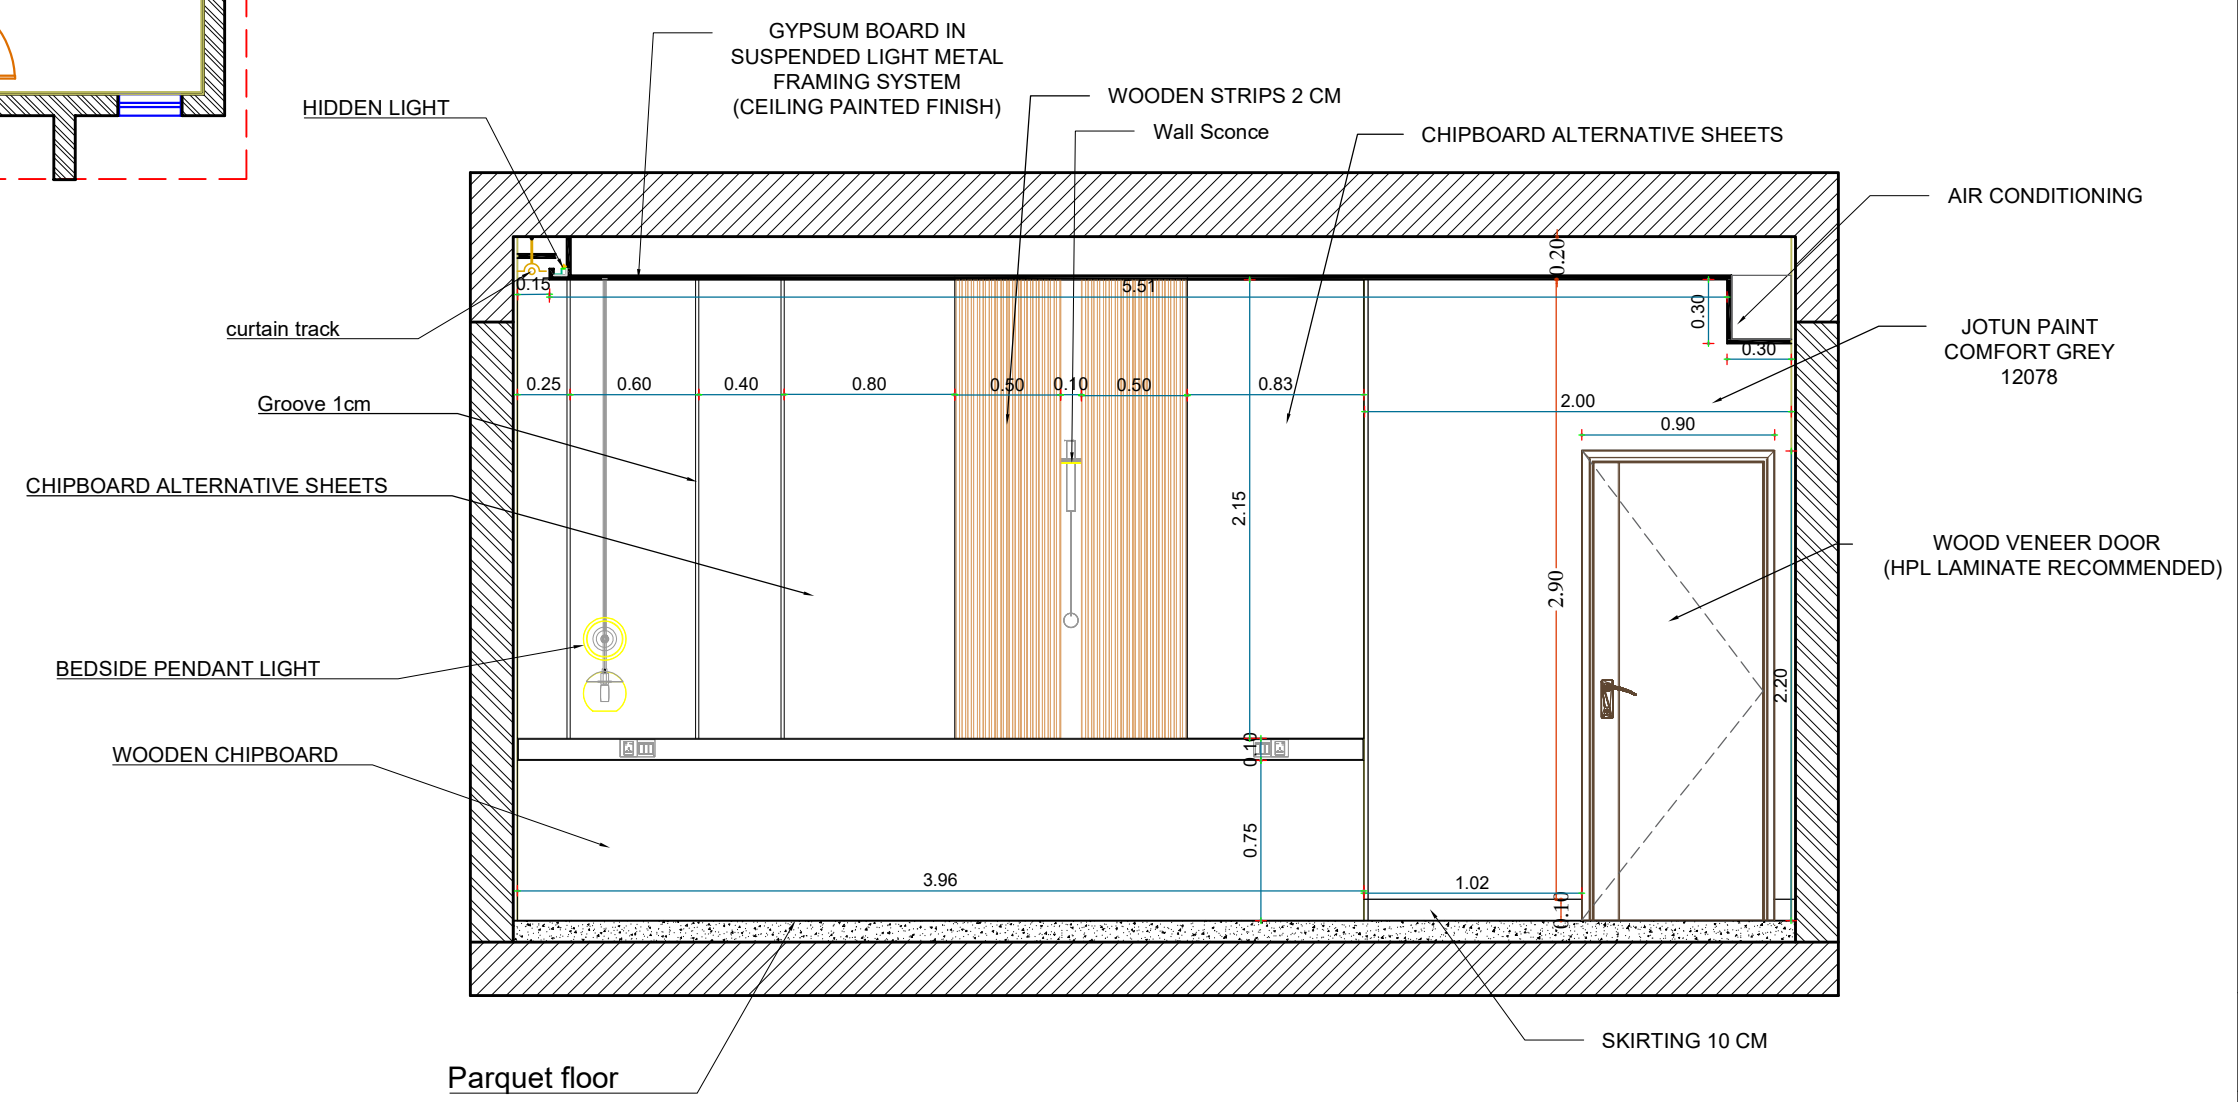 GYPSUM BOARD IN
SUSPENDED LIGHT METAL
FRAMING SYSTEM
(CEILING PAINTED FINISH)
HIDDEN LIGHT
WOODEN STRIPS 2 CM
Wall Sconce
CHIPBOARD ALTERNATIVE SHEETS
AIR CONDITIONING
0.20
0.15
5.51
0.30
curtain track
JOTUN PAINT
COMFORT GREY
12078
0.30
0.25
0.60
0.40
0.80
0.50
0.10
0.50
0.83
2.00
Groove 1cm
0.90
CHIPBOARD ALTERNATIVE SHEETS
2.15
WOOD VENEER DOOR
(HPL LAMINATE RECOMMENDED)
2.90
BEDSIDE PENDANT LIGHT
2.20
WOODEN CHIPBOARD
0.10
0.75
3.96
1.02
0.10
SKIRTING 10 CM
Parquet floor